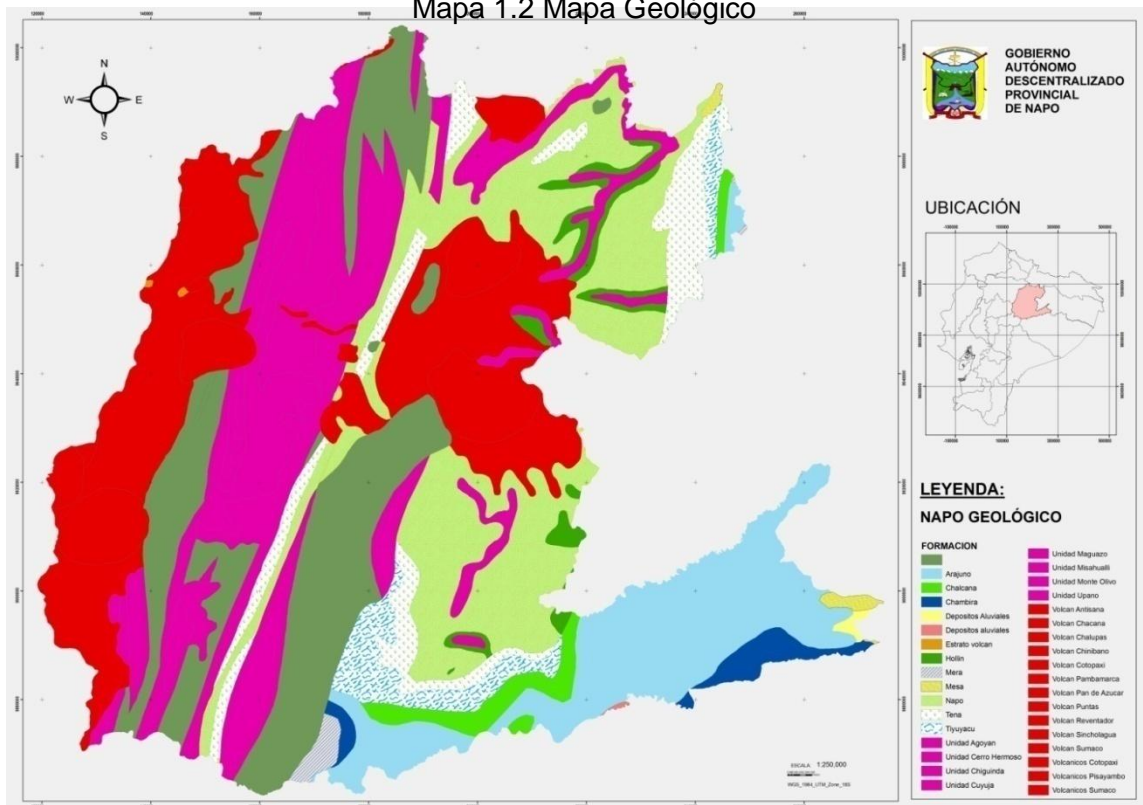 Mapa 1.2 Mapa Geológico
N
W
E
S
GOBIERNO
AUTÓNOMO
DESCENTRALIZADO
PROVINCIAL
DE NAPO
UBICACIÓN
LEYENDA:
NAPO GEOLÓGICO
FORMACION
Arajuno
Chalcana
Chambira
Depositos Aluviales
Depositos aluviales
Estrato volcan
Hollin
Mera
Mesa
Napo
Tena
Tiyuyacu
Unidad Agoyan
Unidad Cerro Hermoso
Unidad Chiguinda
Unidad Cuyuja
Unidad Maguazo
Unidad Misahualli
Unidad Monte Olivo
Unidad Upano
Volcan Antisana
Volcan Chacana
Volcan Chalupas
Volcan Chinibano
Volcan Cotopaxi
Volcan Pambamarca
Volcan Pan de Azucar
Volcan Puntas
Volcan Reventador
Volcan Sincholagua
Volcan Sumaco
Volcanicos Cotopaxi
Volcanicos Pisayambo
Volcanicos Sumaco
ESCALA 1:250,000